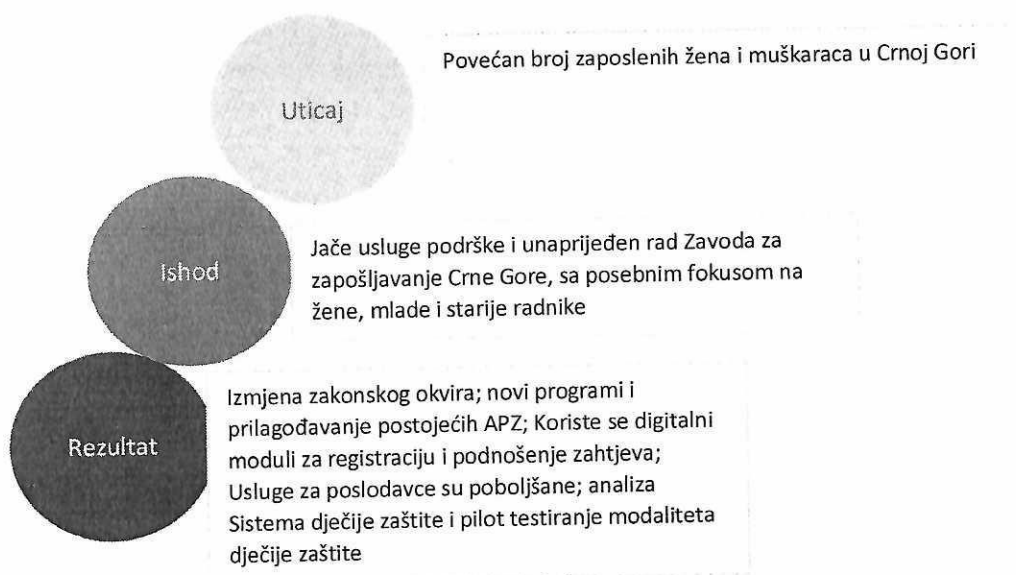 Uticaj
Povećan broj zaposlenih žena i muškaraca u Crnoj Gori
Ishod
Jače usluge podrške i unaprijeđen rad Zavoda za
zapošljavanje Crne Gore, sa posebnim fokusom na
žene, mlade i starije radnike
Rezultat
Izmjena zakonskog okvira; novi programi i
prilagođavanje postojećih APZ; Koriste se digitalni
moduli za registraciju i podnošenje zahtjeva;
Usluge za poslodavce su poboljšane; analiza
Sistema dječije zaštite i pilot testiranje modaliteta
dječije zaštite